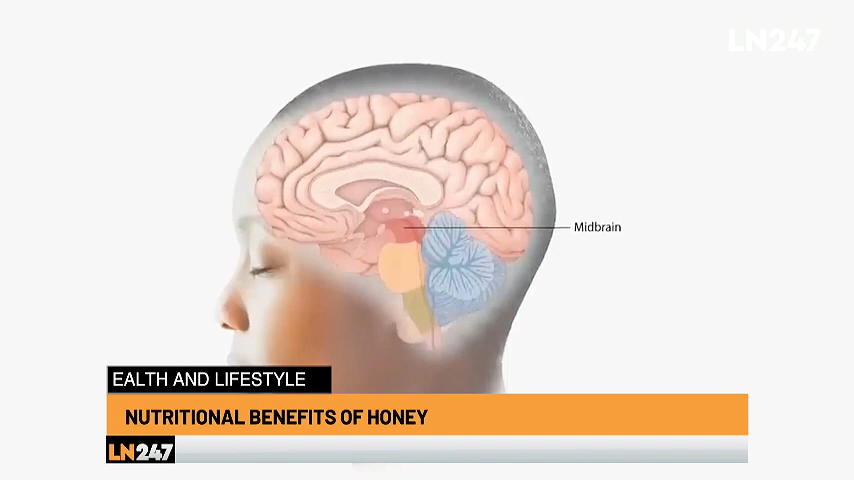 LN247
Midbrain
EALTH AND LIFESTYLE
NUTRITIONAL BENEFITS OF HONEY
LN247